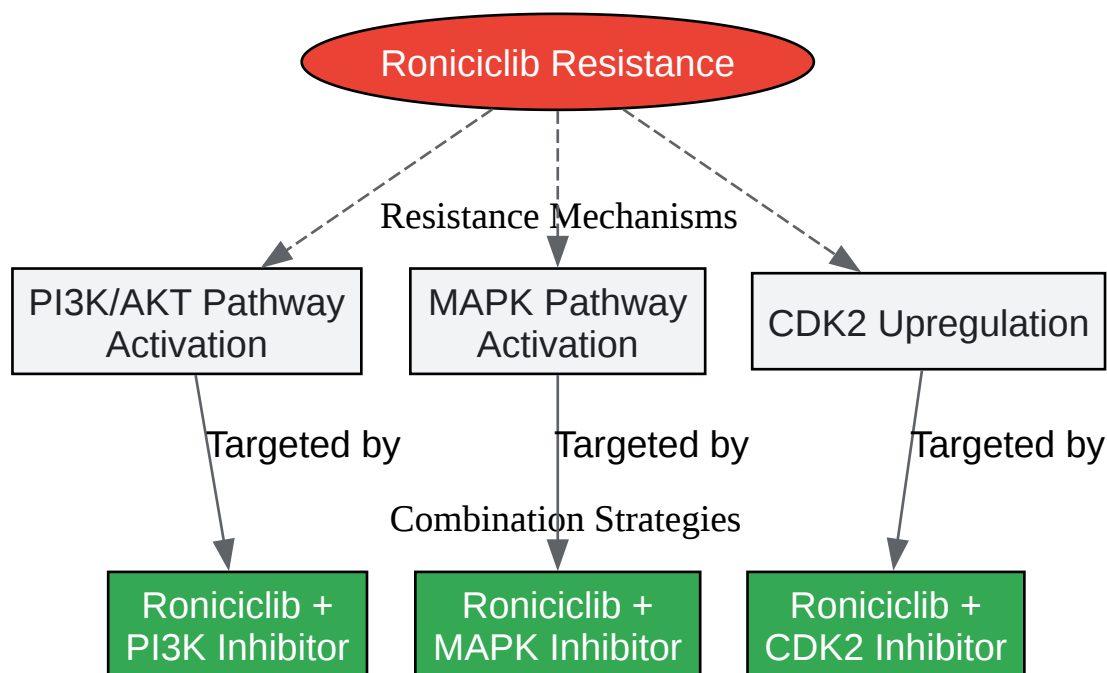 Roniciclib Resistance
Resistance Mechanisms
PI3K/AKT Pathway
Activation
MAPK Pathway
Activation
CDK2 Upregulation
Targeted by
Targeted by
Targeted by
Combination Strategies
Roniciclib +
PI3K Inhibitor
Roniciclib +
MAPK Inhibitor
Roniciclib +
CDK2 Inhibitor